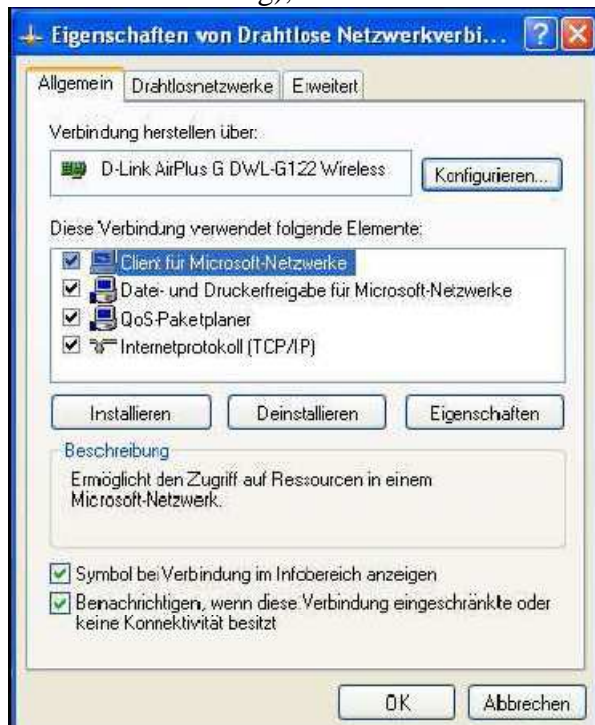 g),
Eigenschaften von Drahtlose Netzwerkverbi...
Allgemein Drahtlosnetzwerke Erweitert
Verbindung herstellen über:
D-Link AirPlus G DWL-G122 Wireless Konfigurieren...
Diese Verbindung verwendet folgende Elemente:
Client für Microsoft-Netzwerke
Datei- und Druckerfreigabe für Microsoft-Netzwerke
QoS-Paketplaner
Internetprotokoll (TCP/IP)
Installieren Deinstallieren Eigenschaften
Beschreibung
Ermöglicht den Zugriff auf Ressourcen in einem
Microsoft-Netzwerk.
Symbol bei Verbindung im Infobereich anzeigen
Benachrichtigen, wenn diese Verbindung eingeschränkte oder
keine Konnektivität besitzt
OK Abbrechen